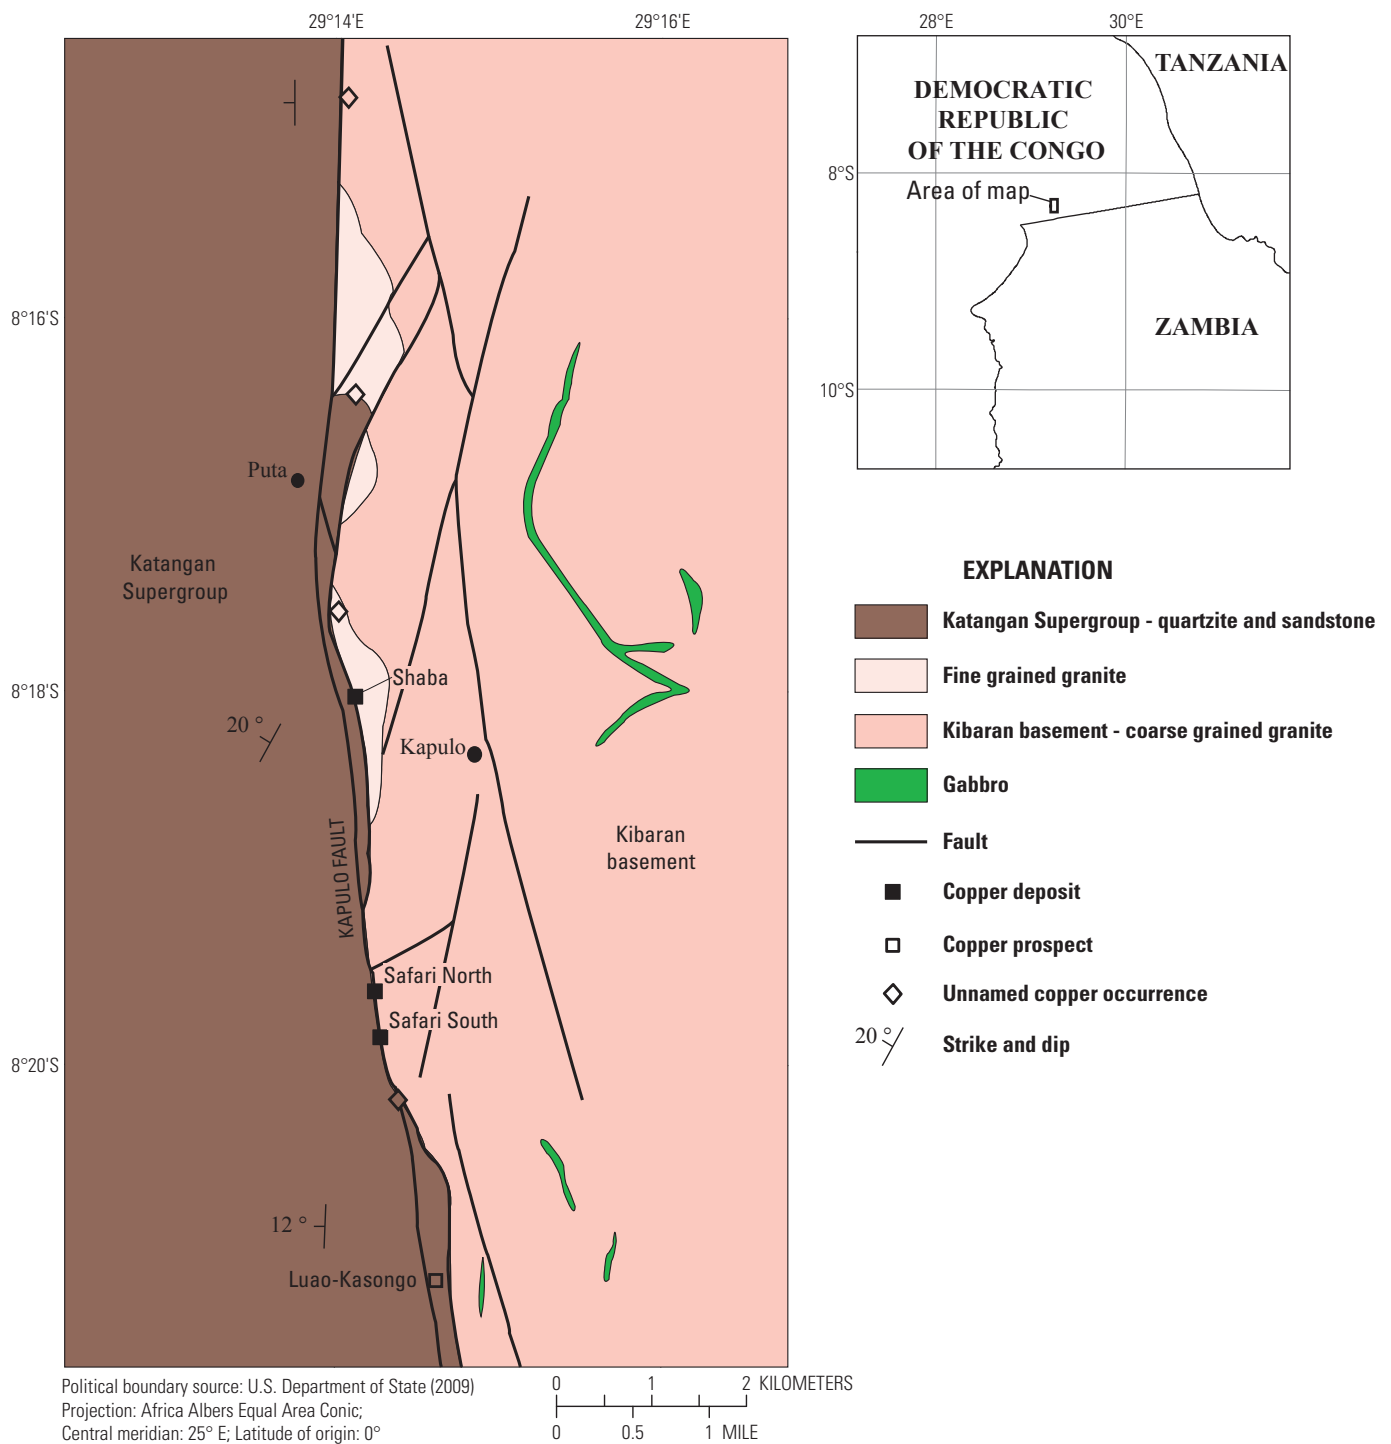 29°14'E
29°16'E
8°16'S
8°18'S
8°20'S
Puta
Katangan
Supergroup
Shaba
20 °
Kapulo
KAPULO FAULT
Kibaran
basement
Safari North
Safari South
12 °
Luao-Kasongo
28°E
30°E
8°S
10°S
TANZANIA
DEMOCRATIC
REPUBLIC
OF THE CONGO
Area of map
ZAMBIA
EXPLANATION
Katangan Supergroup - quartzite and sandstone
Fine grained granite
Kibaran basement - coarse grained granite
Gabbro
Fault
Copper deposit
Copper prospect
Unnamed copper occurrence
20 °
Strike and dip
Political boundary source: U.S. Department of State (2009)
Projection: Africa Albers Equal Area Conic;
Central meridian: 25° E; Latitude of origin: 0°
0 1 2 KILOMETERS
0 0.5 1 MILE